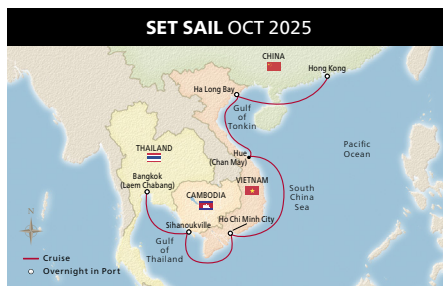 SET SAIL OCT 2025
CHINA
Hong Kong
Ha Long Bay
Gulf
of
Tonkin
Pacific
Ocean
THAILAND
Hue
(Chan May)
Bangkok
(Laem Chabang)
VIETNAM
CAMBODIA
South
China
Sea
Sihanoukville
Ho Chi Minh City
Gulf
of
Thailand
N
Cruise
Overnight in Port